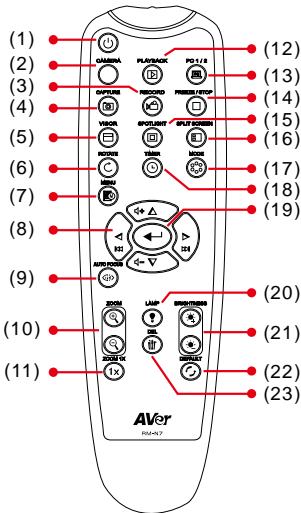 (1)
(2)
(3)
(4)
(5)
(6)
(7)
(8)
(9)
(10)
(11)
CAMERA PLAYBACK PC 1 / 2
CAPTURE RECORD FREEZE / STOP
VISOR SPOTLIGHT SPLIT SCREEN
ROTATE TIMER MODE
MENU
AUTO FOCUS
ZOOM LAMP BRIGHTNESS
DEL
ZOOM 1X DEFAULT
1x
AVer
RM-N7
(12)
(13)
(14)
(15)
(16)
(17)
(18)
(19)
(20)
(21)
(22)
(23)